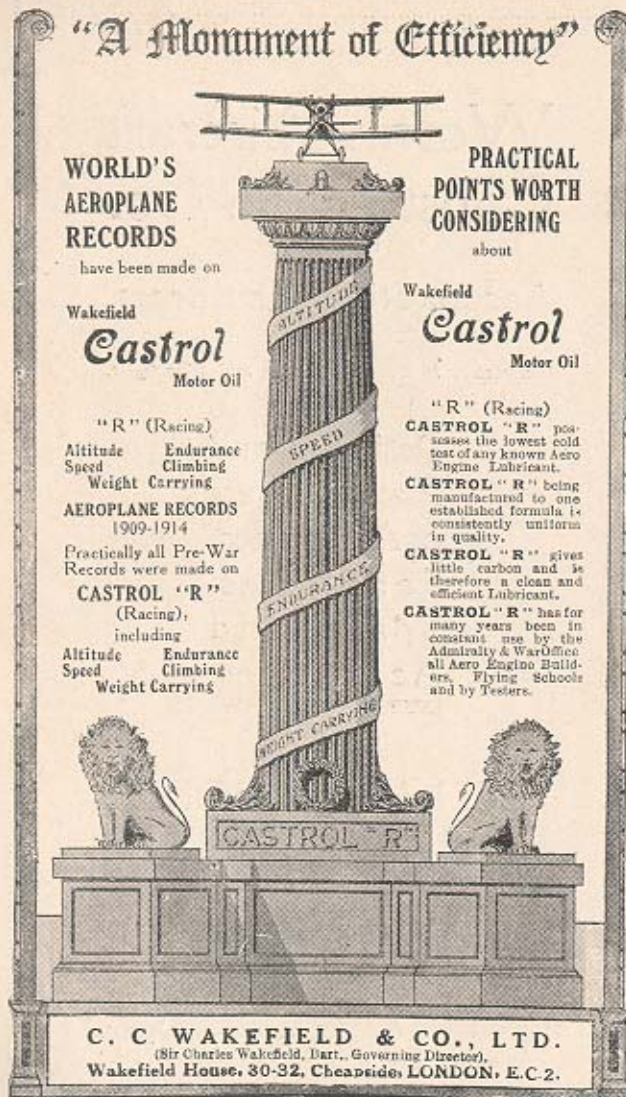 "A Monument of Efficiency"
WORLD'S
AEROPLANE
RECORDS
have been made on
Wakefield
Castrol
Motor Oil
"R" (Racing)
Altitude Endurance
Speed Climbing
Weight Carrying
AEROPLANE RECORDS
1909-1914
Practically all Pre-War
Records were made on
CASTROL "R"
(Racing),
including
Altitude Endurance
Speed Climbing
Weight Carrying
ALTITUDE
SPEED
ENDURANCE
WEIGHT CARRYING
CASTROL "R"
PRACTICAL
POINTS WORTH
CONSIDERING
about
Wakefield
Castrol
Motor Oil
"R" (Racing)
CASTROL "R" pos-
sesses the lowest cold
test of any known Aero
Engine Lubricant.
CASTROL "R" being
manufactured to one
established formula is
consistently uniform
in quality.
CASTROL "R" gives
little carbon and is
therefore a clean and
efficient Lubricant.
CASTROL "R" has for
many years been in
constant use by the
Admiralty & War Office
all Aero Engine Build-
ers, Flying Schools
and by Testers.
C. C. WAKEFIELD & CO., LTD.
(Sir Charles Wakefield, Bart., Governing Director),
Wakefield House, 30-32, Cheapside, LONDON, E.C-2.